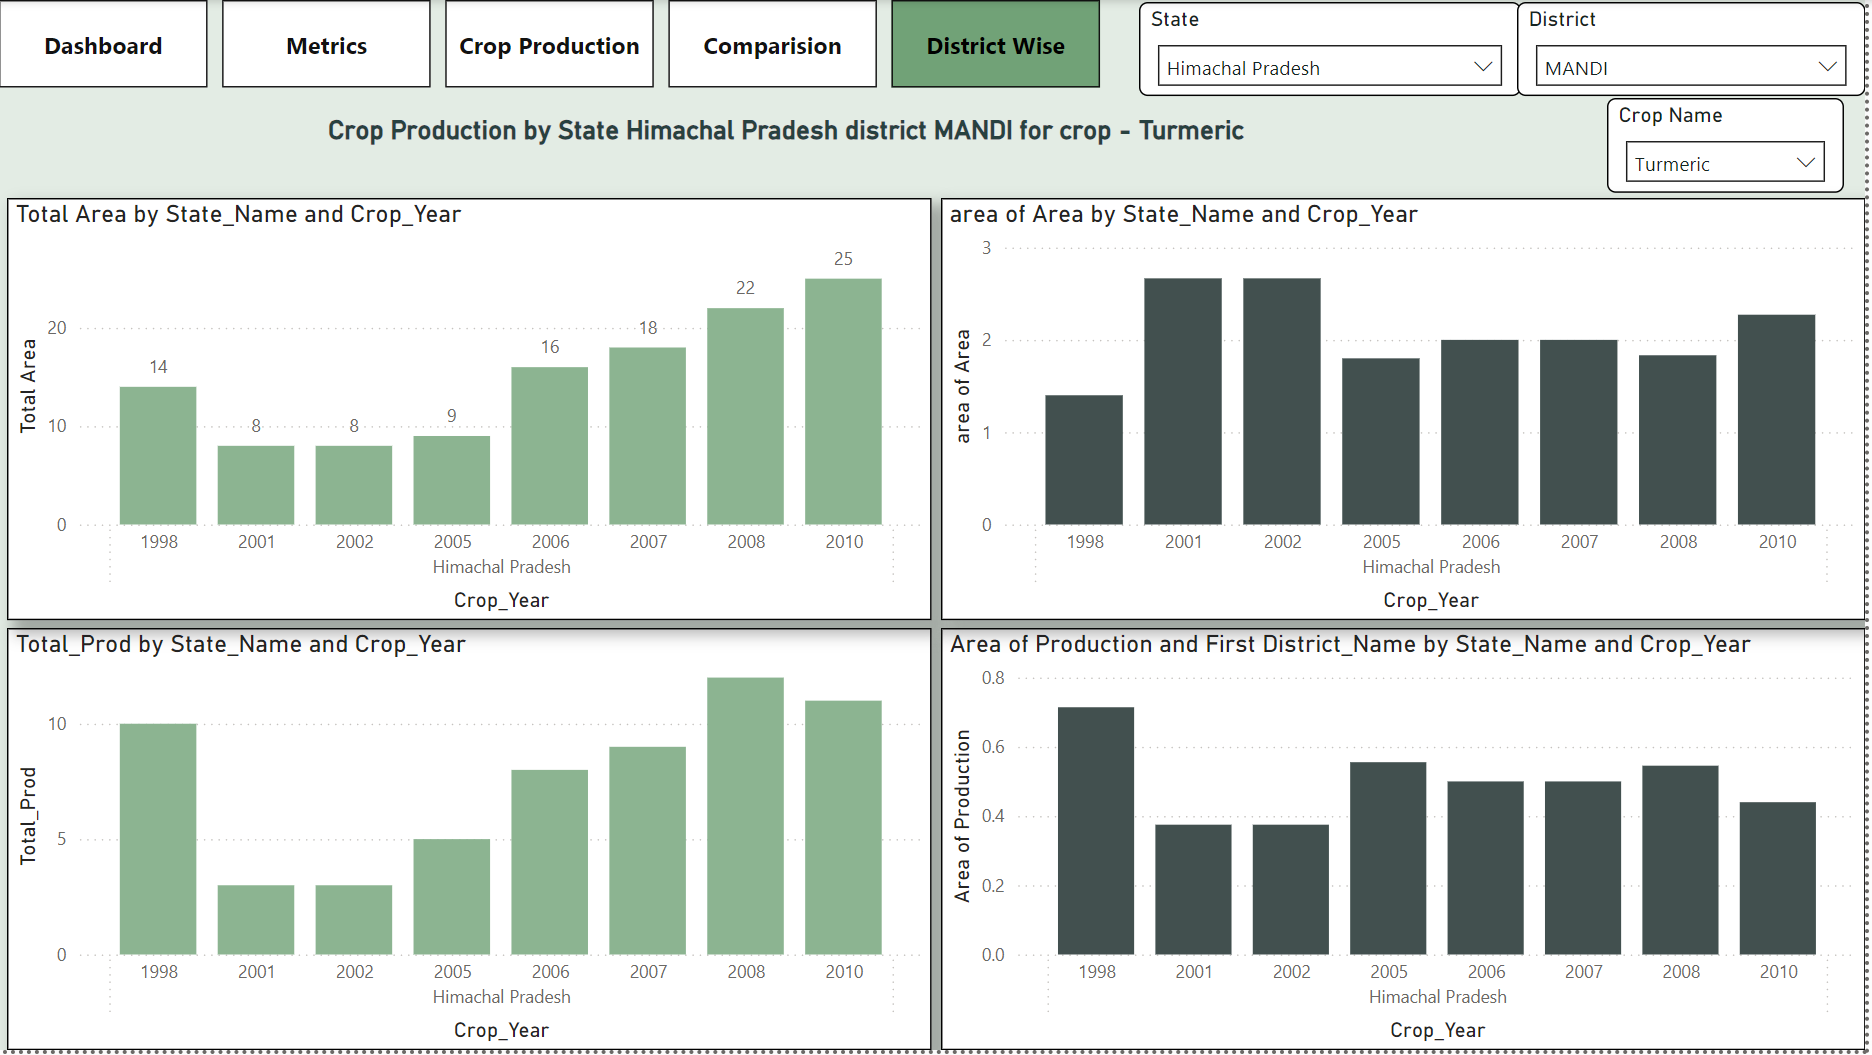 Dashboard
Metrics
Crop Production
Comparision
District Wise
State
Himachal Pradesh
District
MANDI
Crop Production by State Himachal Pradesh district MANDI for crop - Turmeric
Crop Name
Turmeric
Total Area by State_Name and Crop_Year
Total Area
20
10
0
14
8
8
9
16
18
22
25
1998 2001 2002 2005 2006 2007 2008 2010
Himachal Pradesh
Crop_Year
area of Area by State_Name and Crop_Year
area of Area
3
2
1
0
1998 2001 2002 2005 2006 2007 2008 2010
Himachal Pradesh
Crop_Year
Total_Prod by State_Name and Crop_Year
Total_Prod
10
5
0
1998 2001 2002 2005 2006 2007 2008 2010
Himachal Pradesh
Crop_Year
Area of Production and First District_Name by State_Name and Crop_Year
Area of Production
0.8
0.6
0.4
0.2
0.0
1998 2001 2002 2005 2006 2007 2008 2010
Himachal Pradesh
Crop_Year